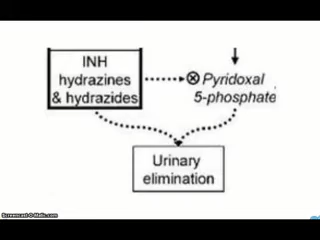 INH
hydrazines
& hydrazides
Pyridoxal
5-phosphate
Urinary
elimination
Screencast-O-Matic.com